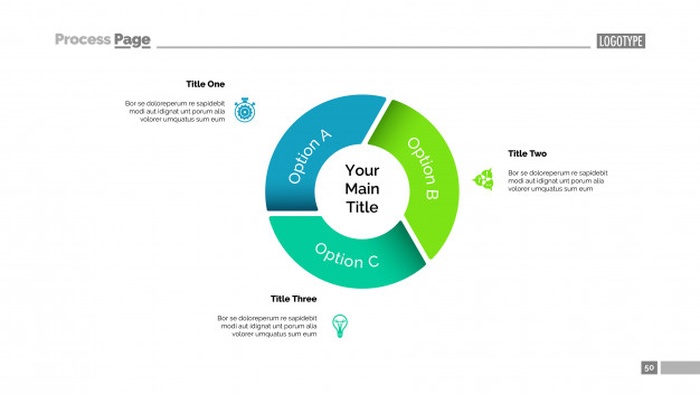 Process Page
LOGOTYPE
Title One
Bor se doloreperum re sapidebit
modi aut idignat unt porum alia
volorer umquatus sum eum
Option A
Option B
Option C
Your
Main
Title
Title Two
Bor se doloreperum re sapidebit
modi aut idignat unt porum alia
volorer umquatus sum eum
Title Three
Bor se doloreperum re sapidebit
modi aut idignat unt porum alia
volorer umquatus sum eum
50